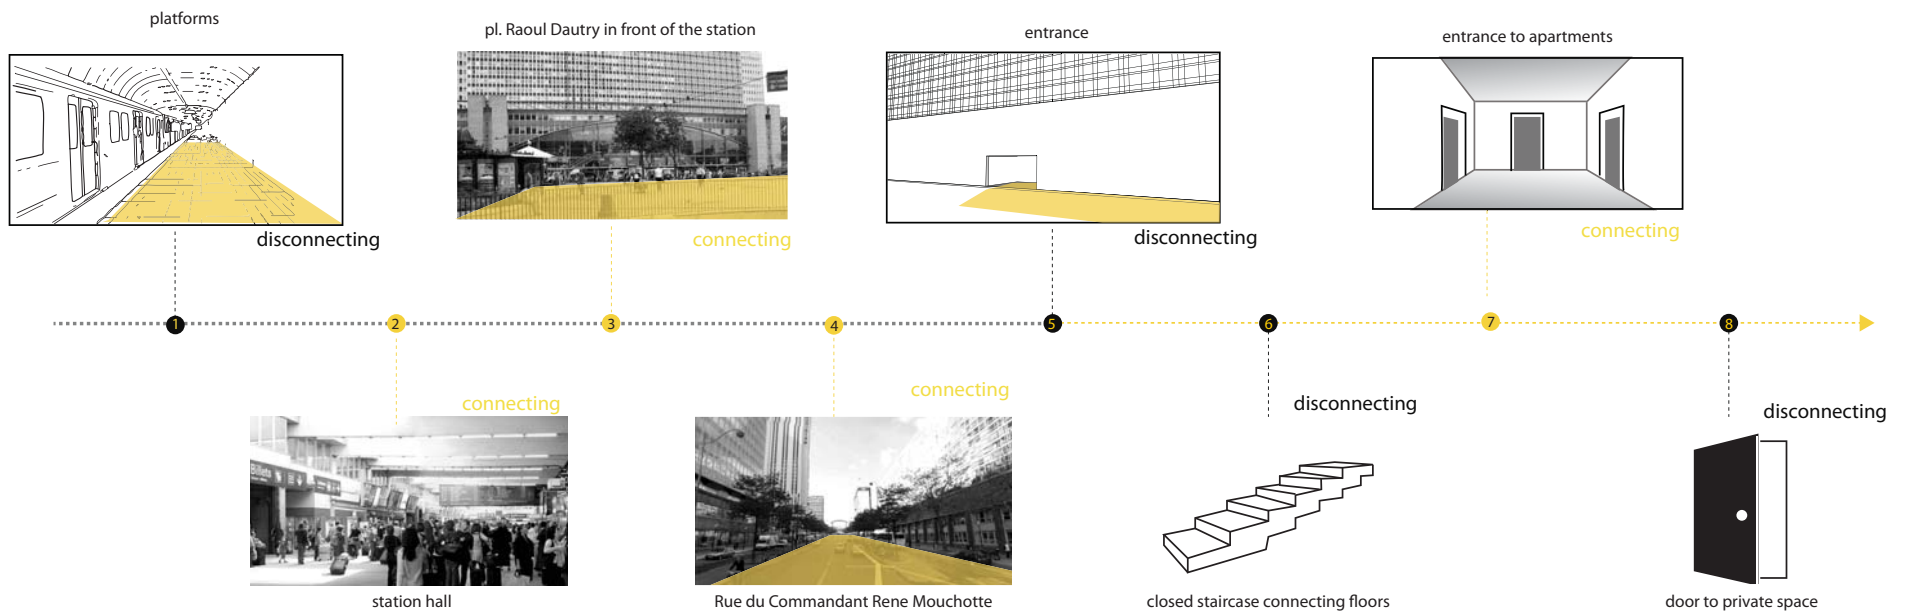 platforms
pl. Raoul Dautry in front of the station
entrance
entrance to apartments
disconnecting
connecting
disconnecting
connecting
1
2
3
4
5
6
7
8
connecting
connecting
disconnecting
disconnecting
Billets
station hall
Rue du Commandant Rene Mouchotte
closed staircase connecting floors
door to private space